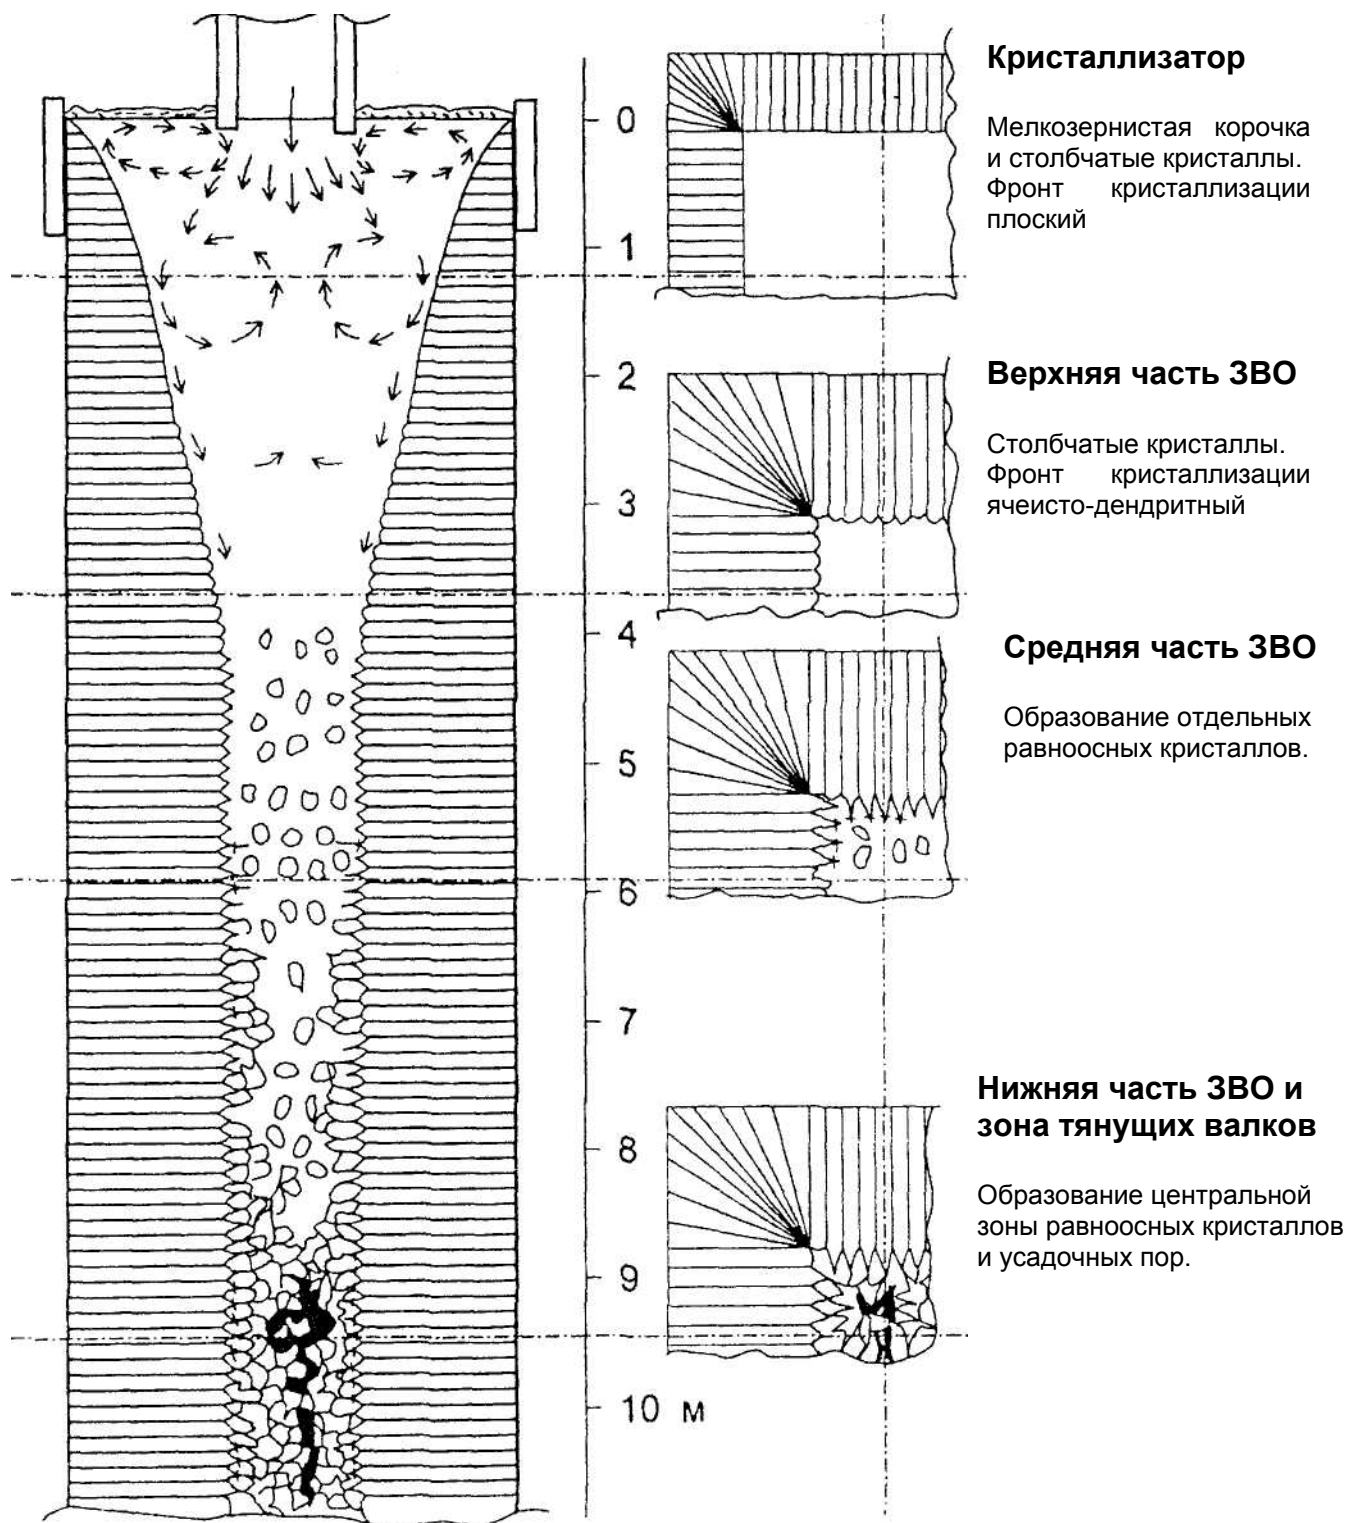 Кристаллизатор
Мелкозернистая корочка
и столбчатые кристаллы.
Фронт кристаллизации
плоский
0
1
Верхняя часть ЗВО
Столбчатые кристаллы.
Фронт кристаллизации
ячеисто-дендритный
2
3
Средняя часть ЗВО
Образование отдельных
равноосных кристаллов.
4
5
6
7
Нижняя часть ЗВО и
зона тянущих валков
Образование центральной
зоны равноосных кристаллов
и усадочных пор.
8
9
10 м